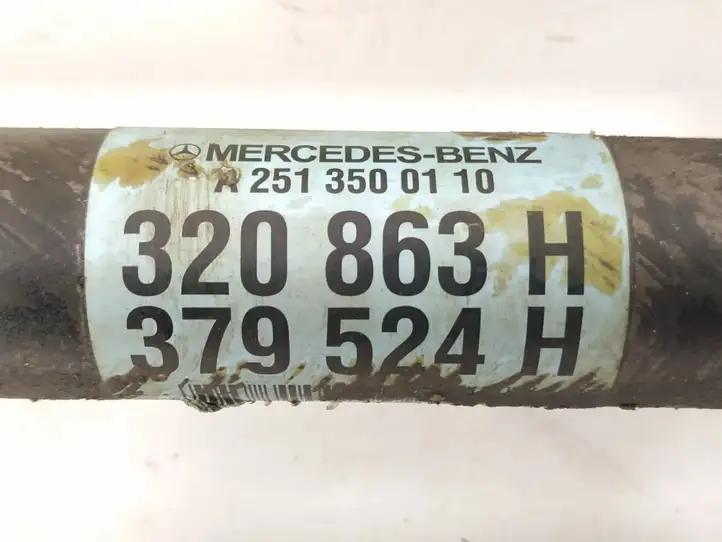 MERCEDES-BENZ
A 251 350 01 10
320 863 H
379 524 H